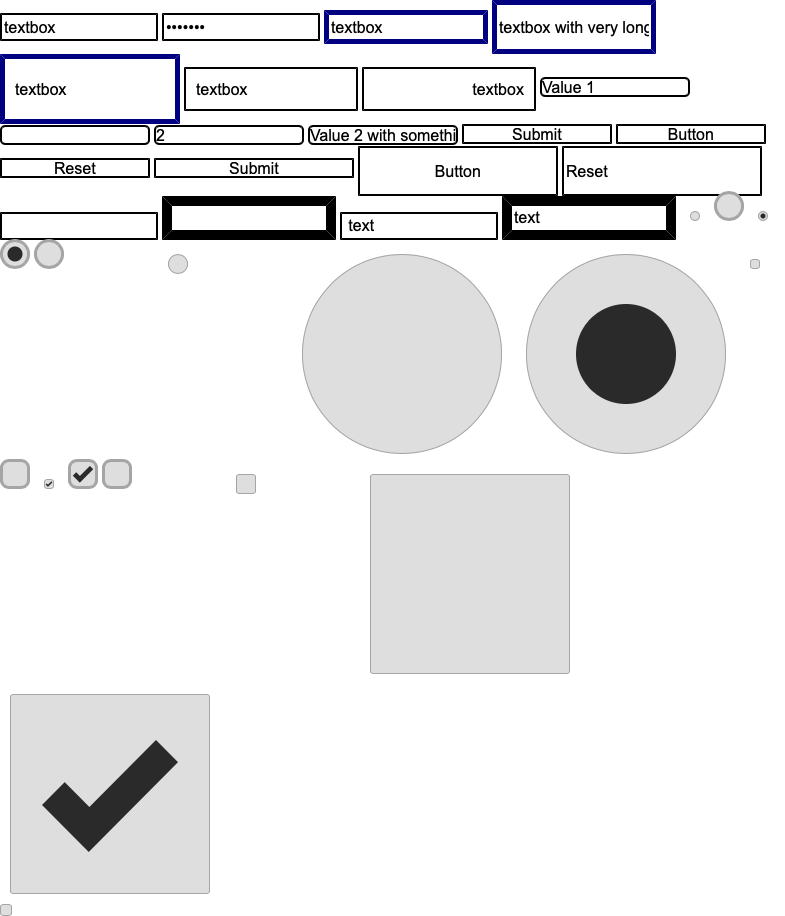 textbox ••••••• textbox textbox with very long
textbox textbox textbox Value 1
2 Value 2 with somethi Submit Button
Reset Submit Button Reset
text text